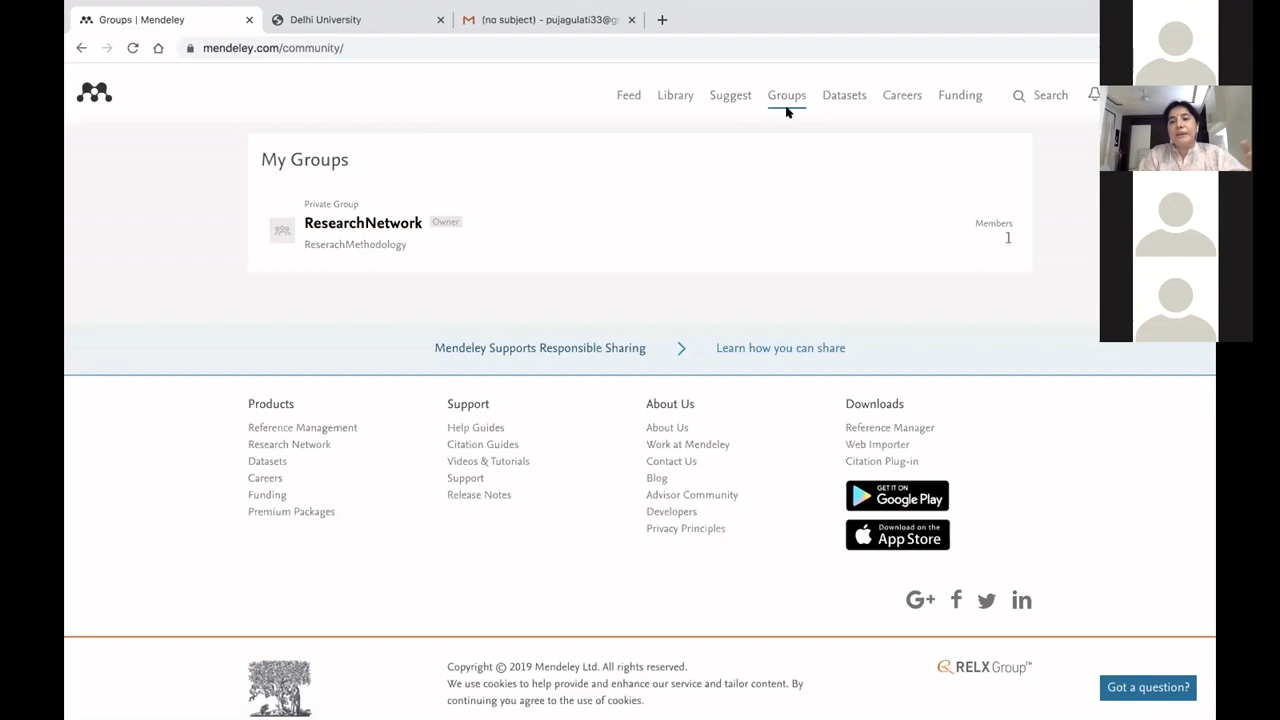 Groups | Mendeley
Delhi University
(no subject) - pujagulati33@g
mendeley.com/community/
Feed Library Suggest Groups Datasets Careers Funding Search
My Groups
Private Group
ResearchNetwork Owner
ReserachMethodology
Members
1
Mendeley Supports Responsible Sharing
Learn how you can share
Products
Reference Management
Research Network
Datasets
Careers
Funding
Premium Packages
Support
Help Guides
Citation Guides
Videos & Tutorials
Support
Release Notes
About Us
About Us
Work at Mendeley
Contact Us
Blog
Advisor Community
Developers
Privacy Principles
Downloads
Reference Manager
Web Importer
Citation Plug-in
GET IT ON
Google Play
Download on the
App Store
G+ f in
Copyright © 2019 Mendeley Ltd. All rights reserved.
We use cookies to help provide and enhance our service and tailor content. By
continuing you agree to the use of cookies.
RELX Group™
Got a question?